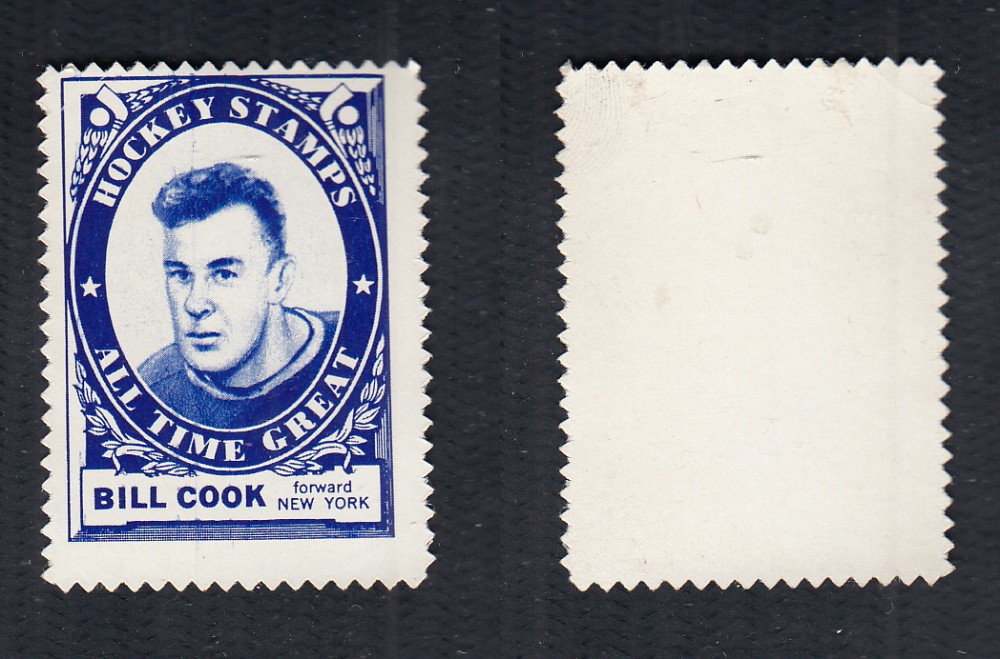 HOCKEY STAMPS
ALL TIME GREAT
BILL COOK
forward
NEW YORK